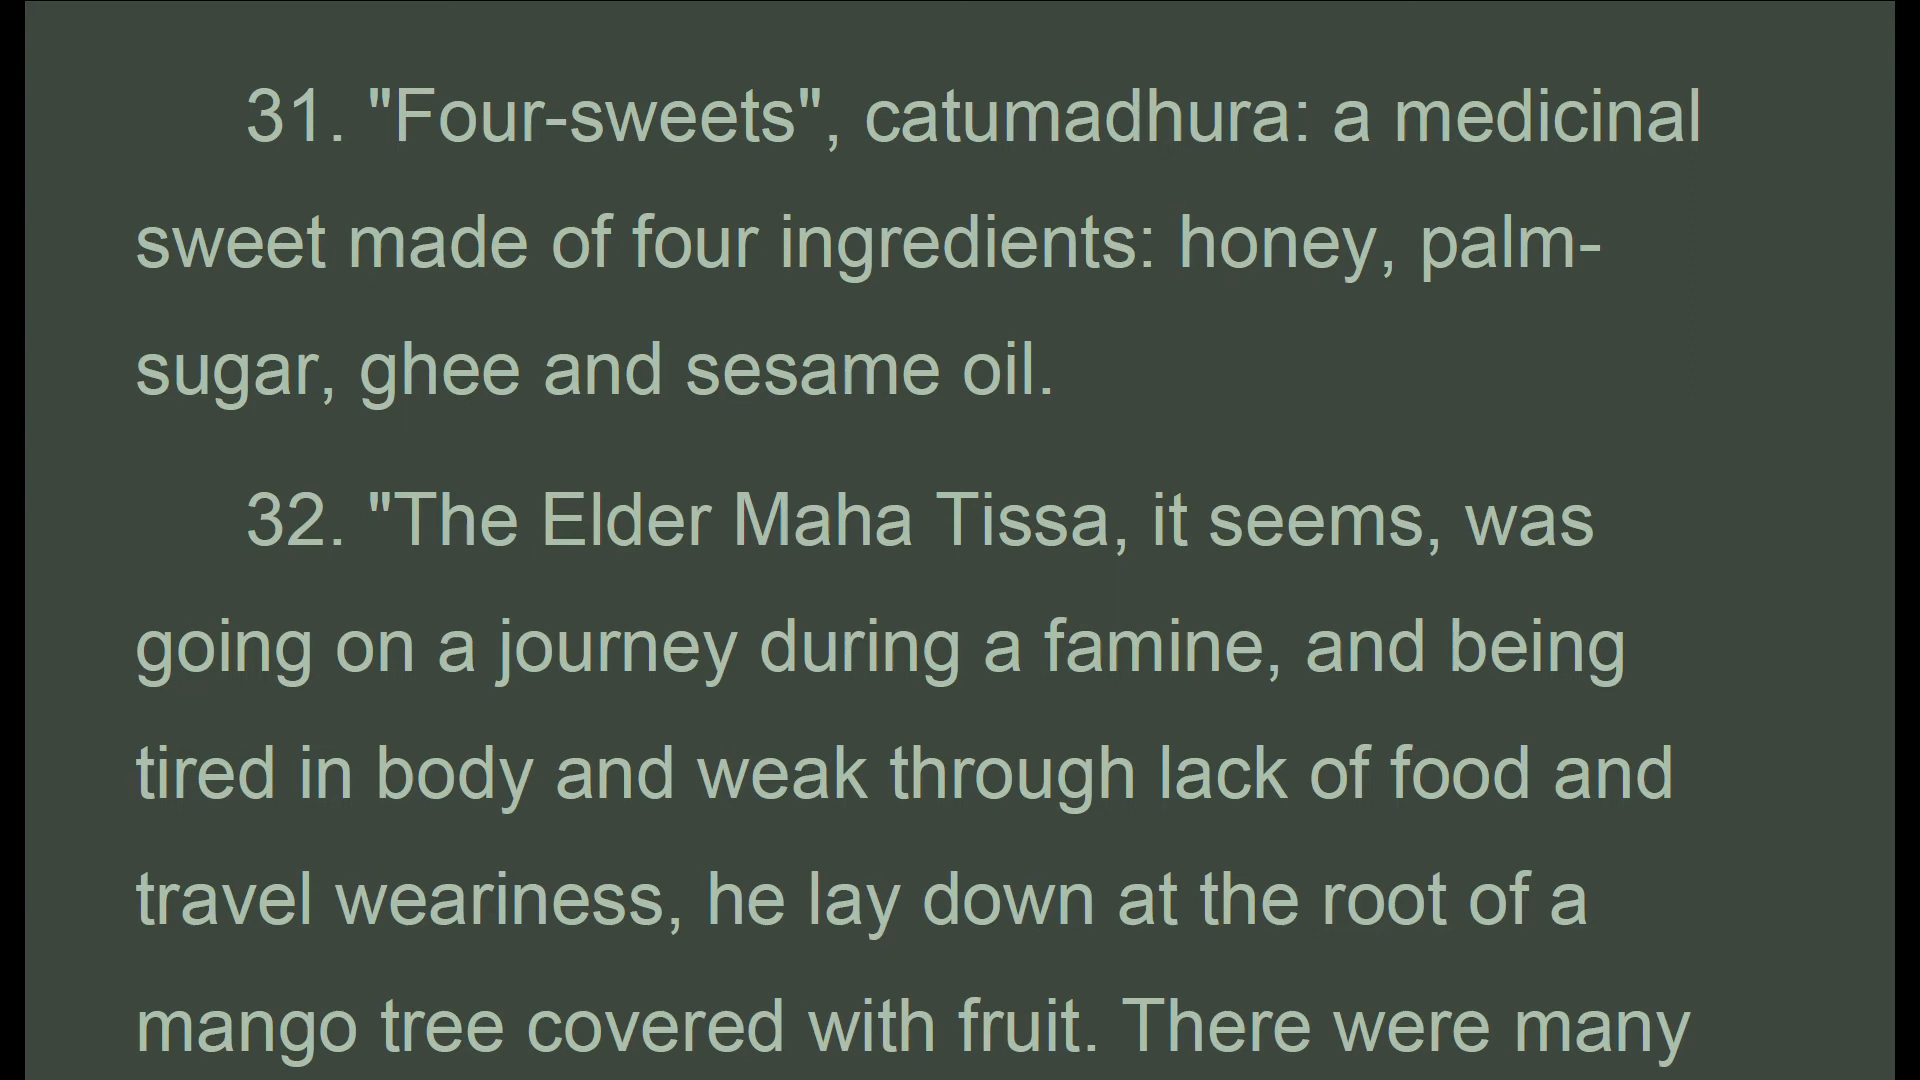 31. "Four-sweets", catumadhura: a medicinal
sweet made of four ingredients: honey, palm-
sugar, ghee and sesame oil.
32. "The Elder Maha Tissa, it seems, was
going on a journey during a famine, and being
tired in body and weak through lack of food and
travel weariness, he lay down at the root of a
mango tree covered with fruit. There were many